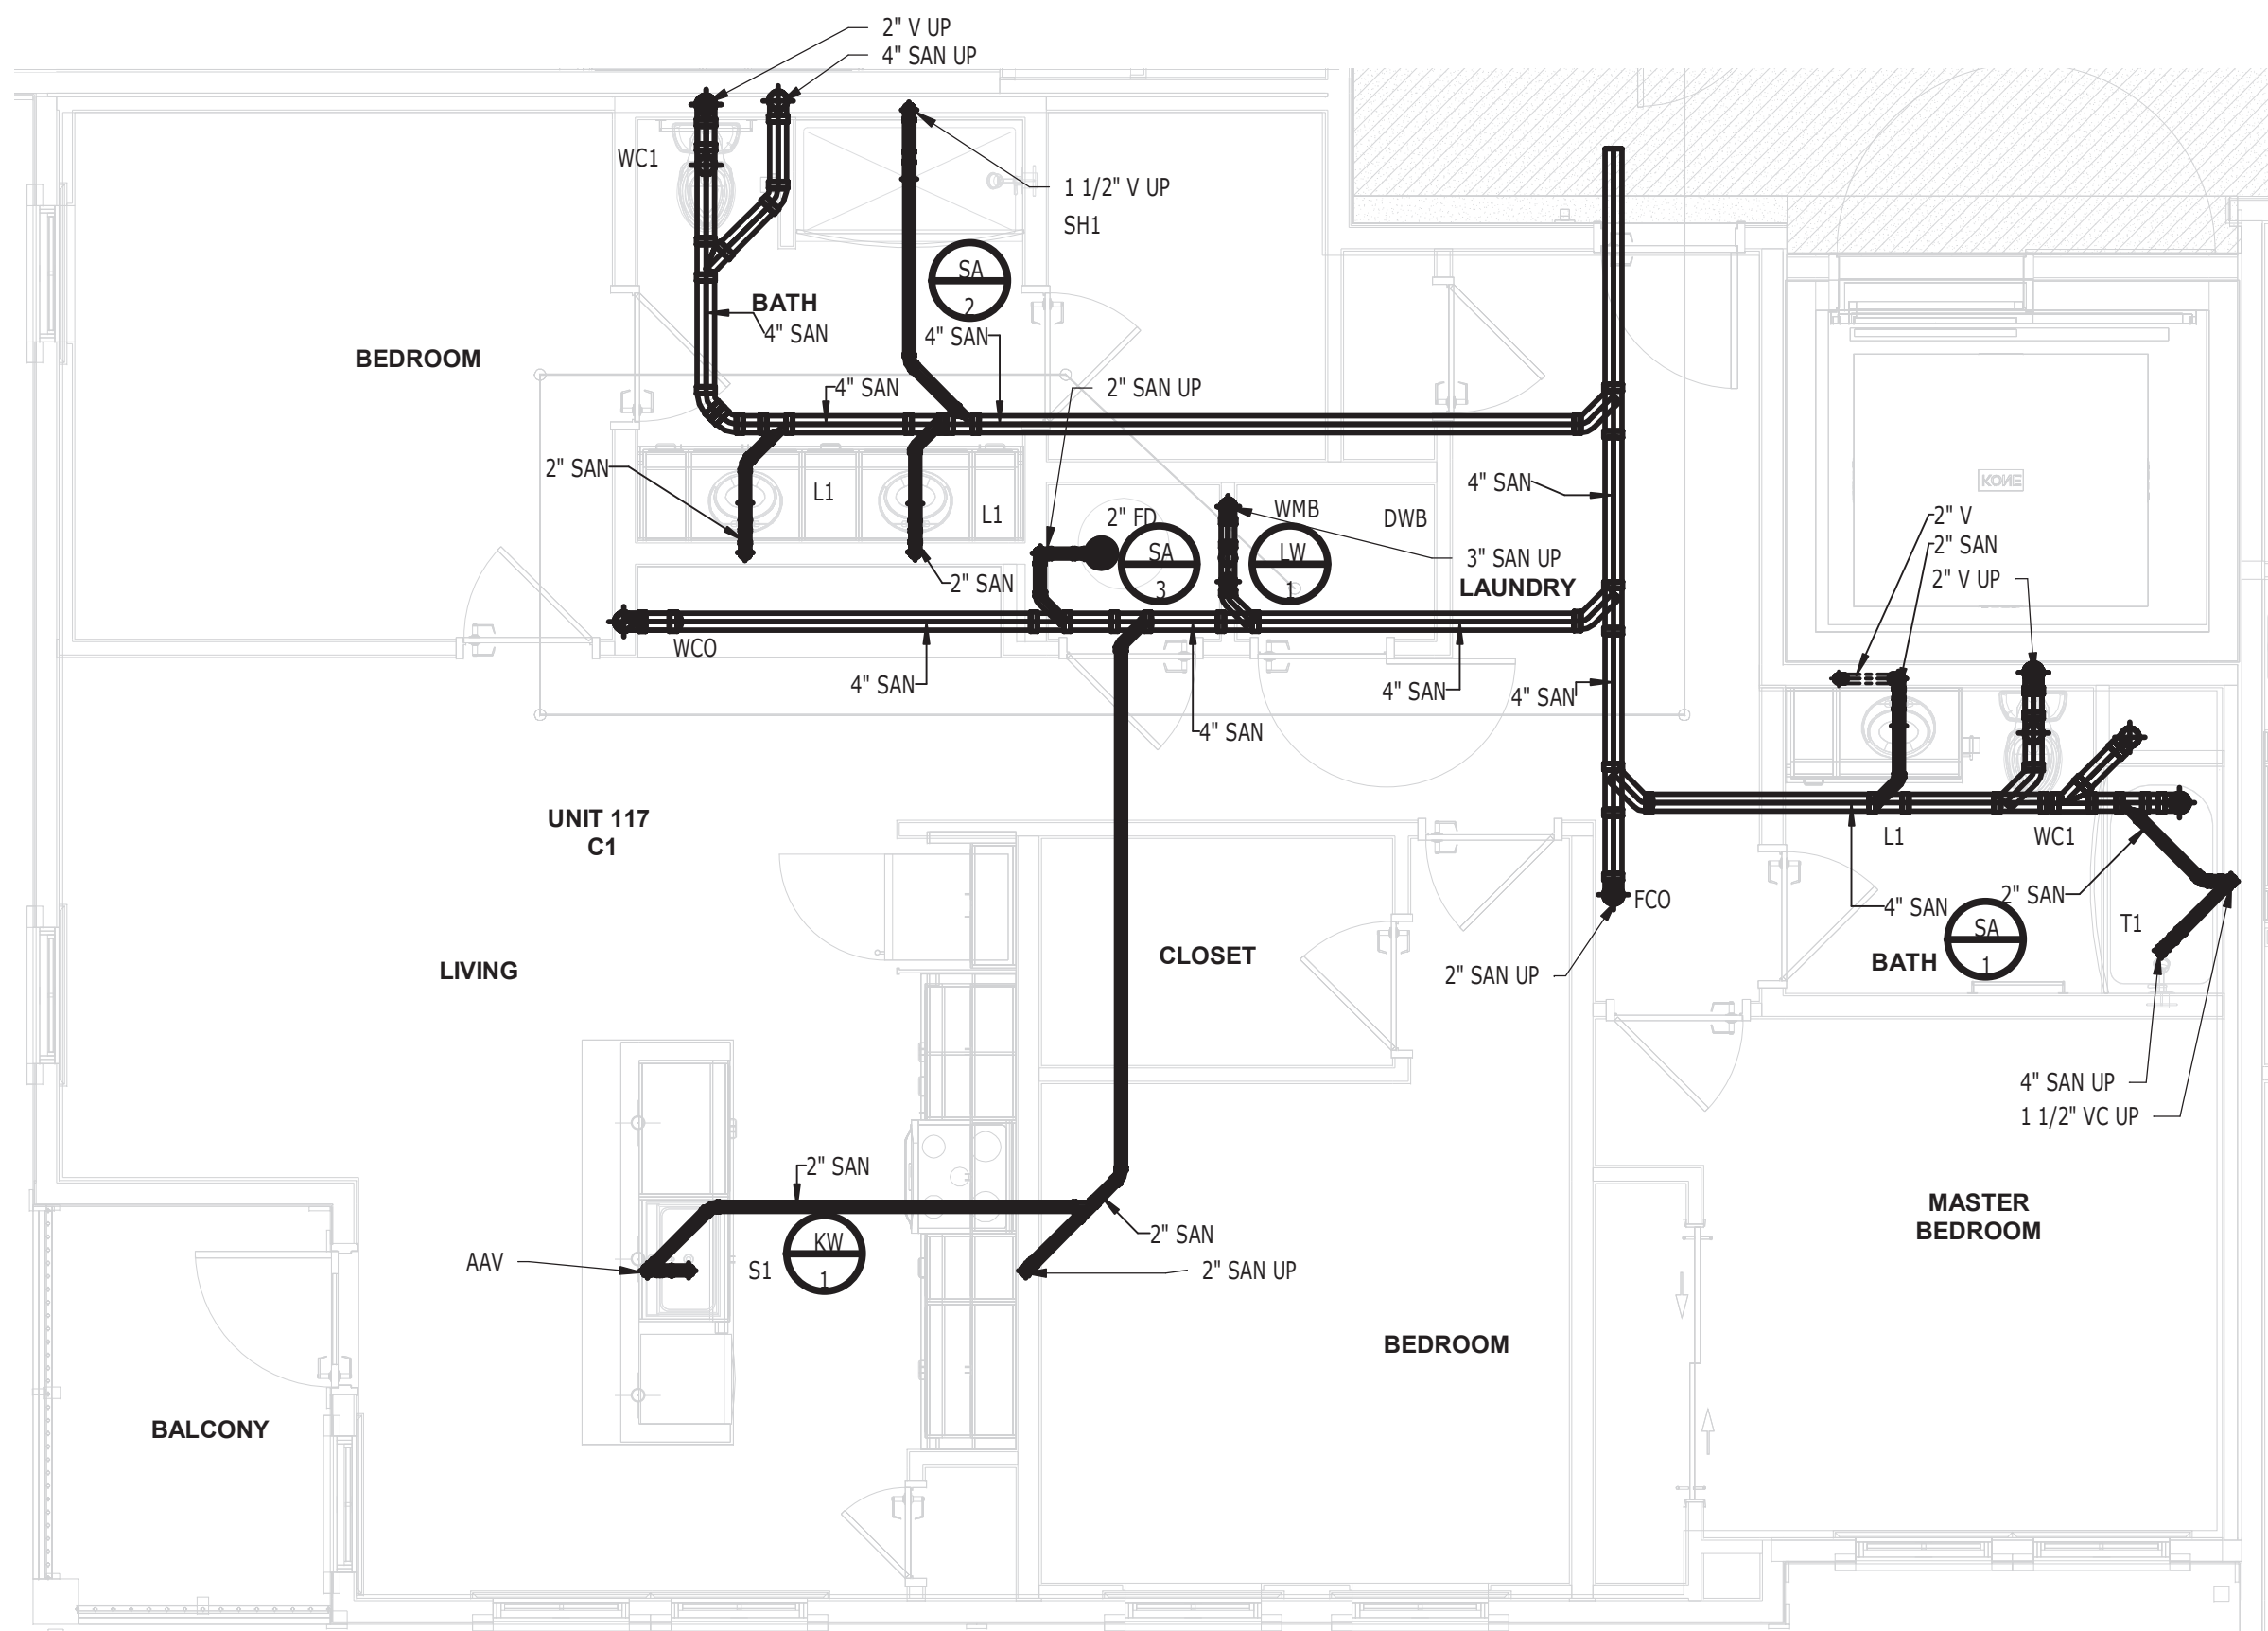 2" V UP
4" SAN UP
WC1
1 1/2" V UP
SH1
SA
2
BATH
4" SAN
4" SAN
BEDROOM
4" SAN
2" SAN UP
2" SAN
L1
L1
4" SAN
KONE
2" FD
WMB
DWB
2" V
2" SAN
SA
3
LW
1
3" SAN UP
2" SAN
LAUNDRY
2" V UP
WCO
4" SAN
4" SAN
4" SAN
4" SAN
UNIT 117
C1
L1
WC1
FCO
4" SAN
2" SAN
SA
1
T1
CLOSET
LIVING
BATH
2" SAN UP
4" SAN UP
1 1/2" VC UP
2" SAN
MASTER
BEDROOM
2" SAN
AAV
S1
KW
1
2" SAN UP
BEDROOM
BALCONY